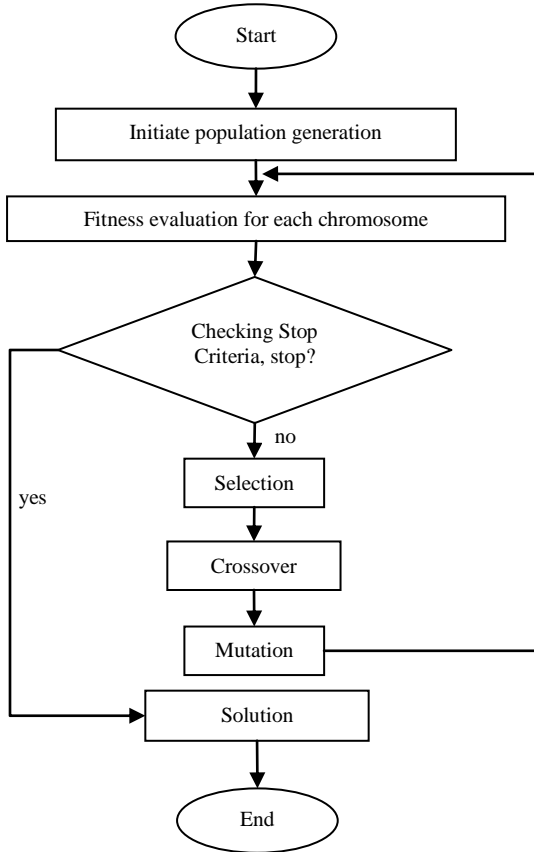 Start
Initiate population generation
Fitness evaluation for each chromosome
Checking Stop
Criteria, stop?
no
yes
Selection
Crossover
Mutation
Solution
End